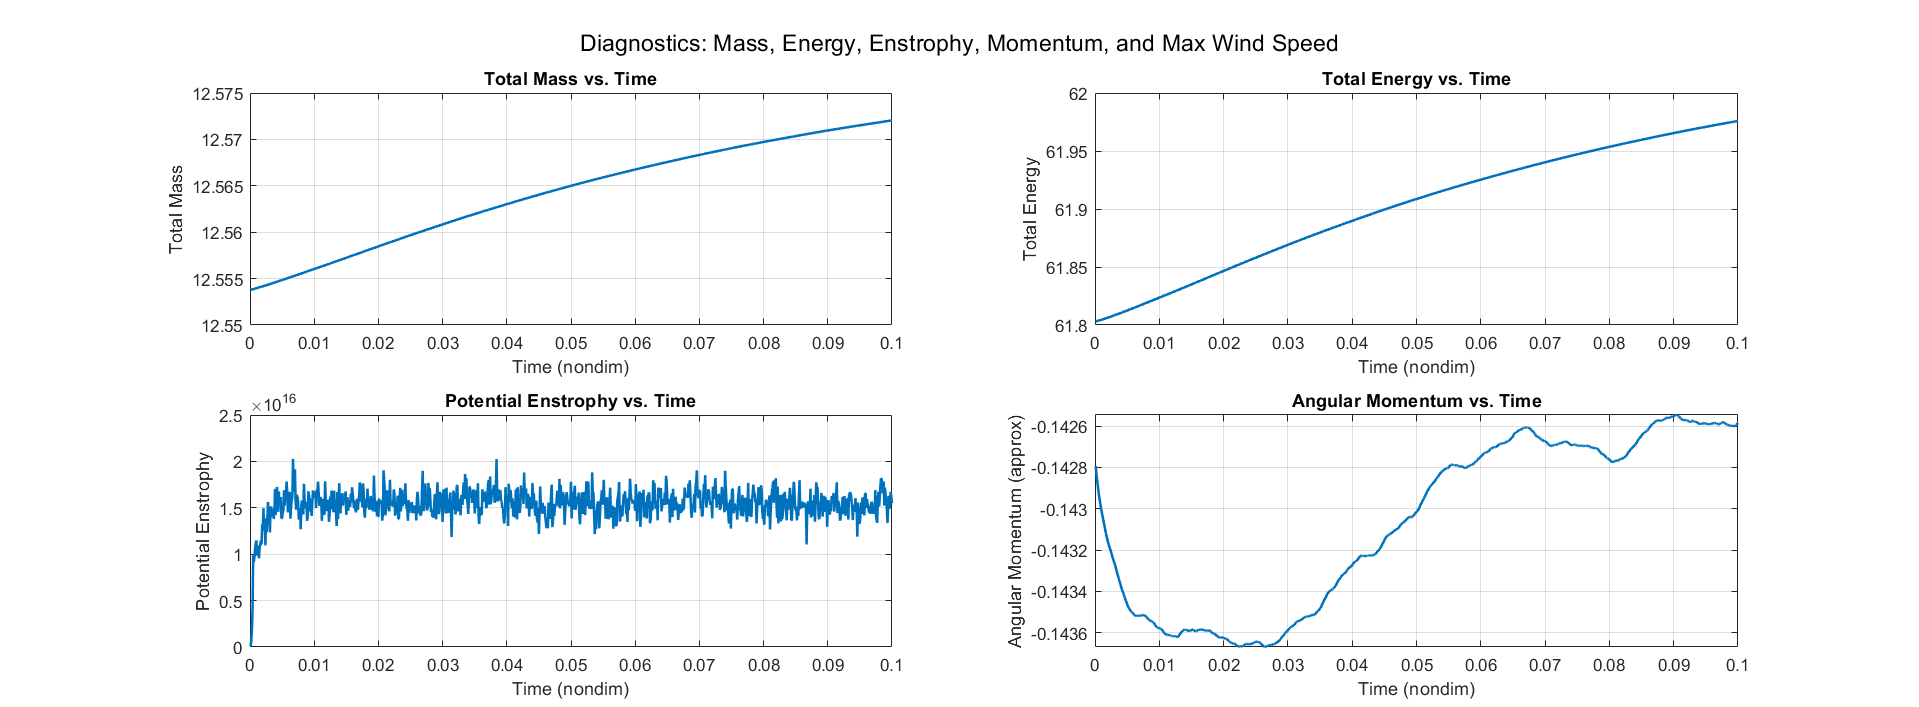 Diagnostics: Mass, Energy, Enstrophy, Momentum, and Max Wind Speed
Total Mass vs. Time
12.575
12.57
12.565
12.56
12.555
12.55
Total Mass
0 0.01 0.02 0.03 0.04 0.05 0.06 0.07 0.08 0.09 0.1
Time (nondim)
Total Energy vs. Time
62
61.95
61.9
61.85
61.8
Total Energy
0 0.01 0.02 0.03 0.04 0.05 0.06 0.07 0.08 0.09 0.1
Time (nondim)
Potential Enstrophy vs. Time
×10^16
2.5
2
1.5
1
0.5
0
Potential Enstrophy
0 0.01 0.02 0.03 0.04 0.05 0.06 0.07 0.08 0.09 0.1
Time (nondim)
Angular Momentum vs. Time
-0.1426
-0.1428
-0.143
-0.1432
-0.1434
-0.1436
Angular Momentum (approx)
0 0.01 0.02 0.03 0.04 0.05 0.06 0.07 0.08 0.09 0.1
Time (nondim)